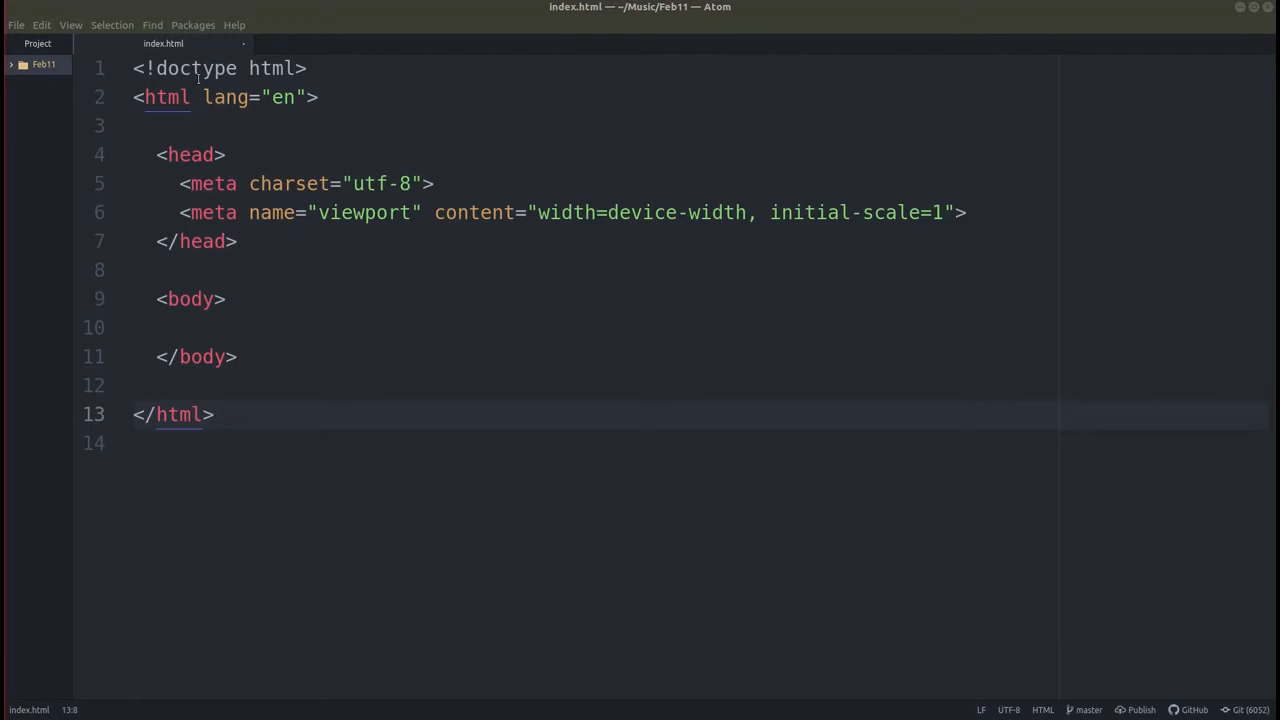 index.html — ~/Music/Feb11 — Atom
File Edit View Selection Find Packages Help
Project index.html
Feb11
1 <!doctype html>
2 <html lang="en">
3
4 <head>
5 <meta charset="utf-8">
6 <meta name="viewport" content="width=device-width, initial-scale=1">
7 </head>
8
9 <body>
10
11 </body>
12
13 </html>
14
index.html 13:8 LF UTF-8 HTML master Publish GitHub Git (6052)